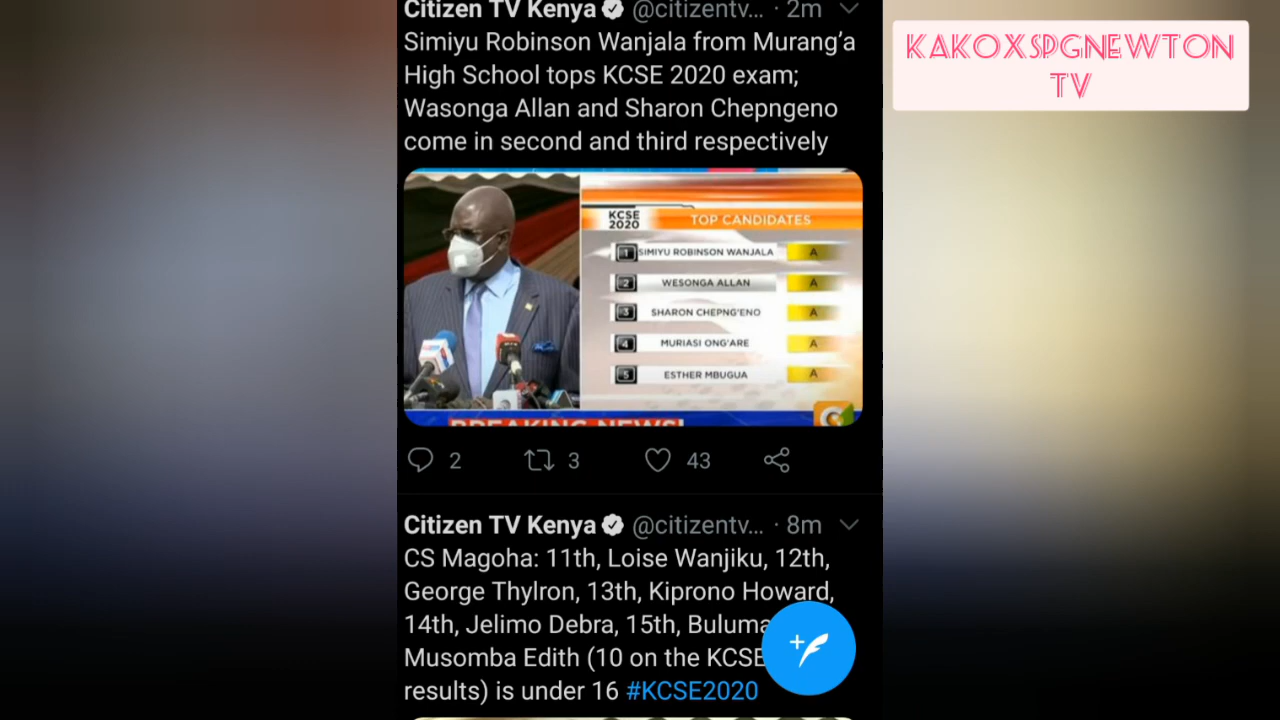 Citizen TV Kenya @citizentv... · 2m
Simiyu Robinson Wanjala from Murang’a
High School tops KCSE 2020 exam;
Wasonga Allan and Sharon Chepngeno
come in second and third respectively
KCSE
2020
TOP CANDIDATES
1 SIMIYU ROBINSON WANJALA A
2 WESONGA ALLAN A
3 SHARON CHEPNG'ENO A
4 MURIASI ONG'ARE A
5 ESTHER MBUGUA A
BREAKING NEWS!
2 3 43
Citizen TV Kenya @citizentv... · 8m
CS Magoha: 11th, Loise Wanjiku, 12th,
George Thylron, 13th, Kiprono Howard,
14th, Jelimo Debra, 15th, Buluma
Musomba Edith (10 on the KCSE
results) is under 16 #KCSE2020
KAKOXSPGNEWTON
TV